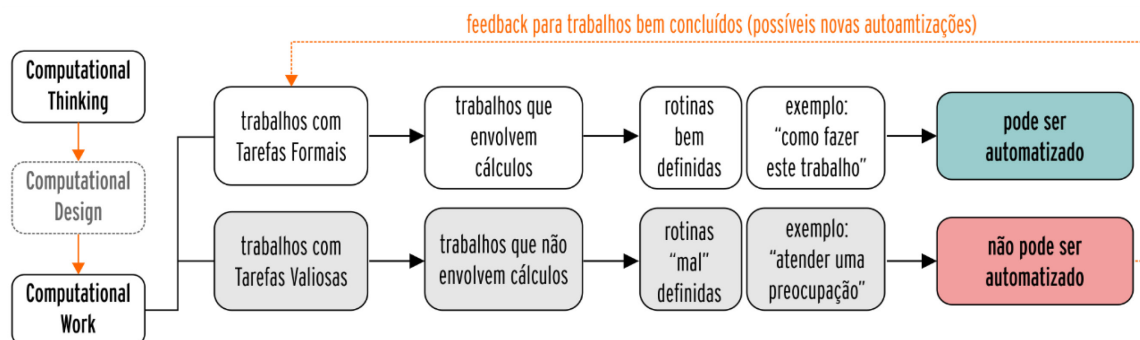 feedback para trabalhos bem concluídos (possíveis novas autoamtizações)
Computational
Thinking
Computational
Design
Computational
Work
trabalhos com
Tarefas Formais
trabalhos que
envolvem
cálculos
rotinas
bem
definidas
exemplo:
“como fazer
este trabalho”
pode ser
automatizado
trabalhos com
Tarefas Valiosas
trabalhos que não
envolvem cálculos
rotinas
“mal”
definidas
exemplo:
“atender uma
preocupação”
não pode ser
automatizado